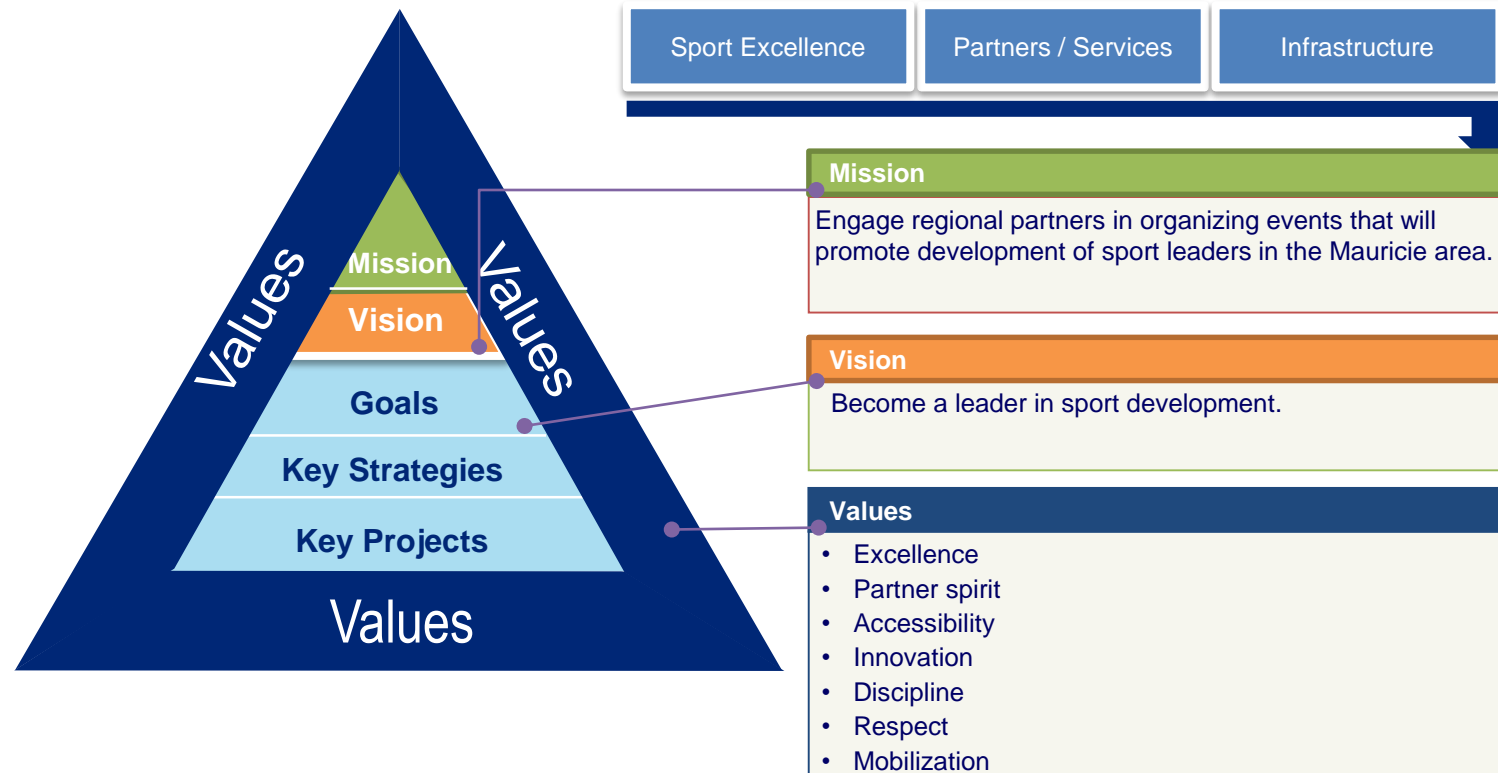 Sport Excellence
Partners / Services
Infrastructure
Mission
Vision
Goals
Key Strategies
Key Projects
Values
Values
Values
Mission
Engage regional partners in organizing events that will
promote development of sport leaders in the Mauricie area.
Vision
Become a leader in sport development.
Values
• Excellence
• Partner spirit
• Accessibility
• Innovation
• Discipline
• Respect
• Mobilization